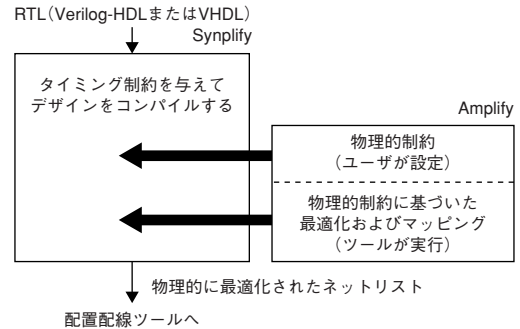 RTL（Verilog-HDLまたはVHDL）
Synplify
タイミング制約を与えて
デザインをコンパイルする
Amplify
物理的制約
（ユーザが設定）
物理的制約に基づいた
最適化およびマッピング
（ツールが実行）
物理的に最適化されたネットリスト
配置配線ツールへ